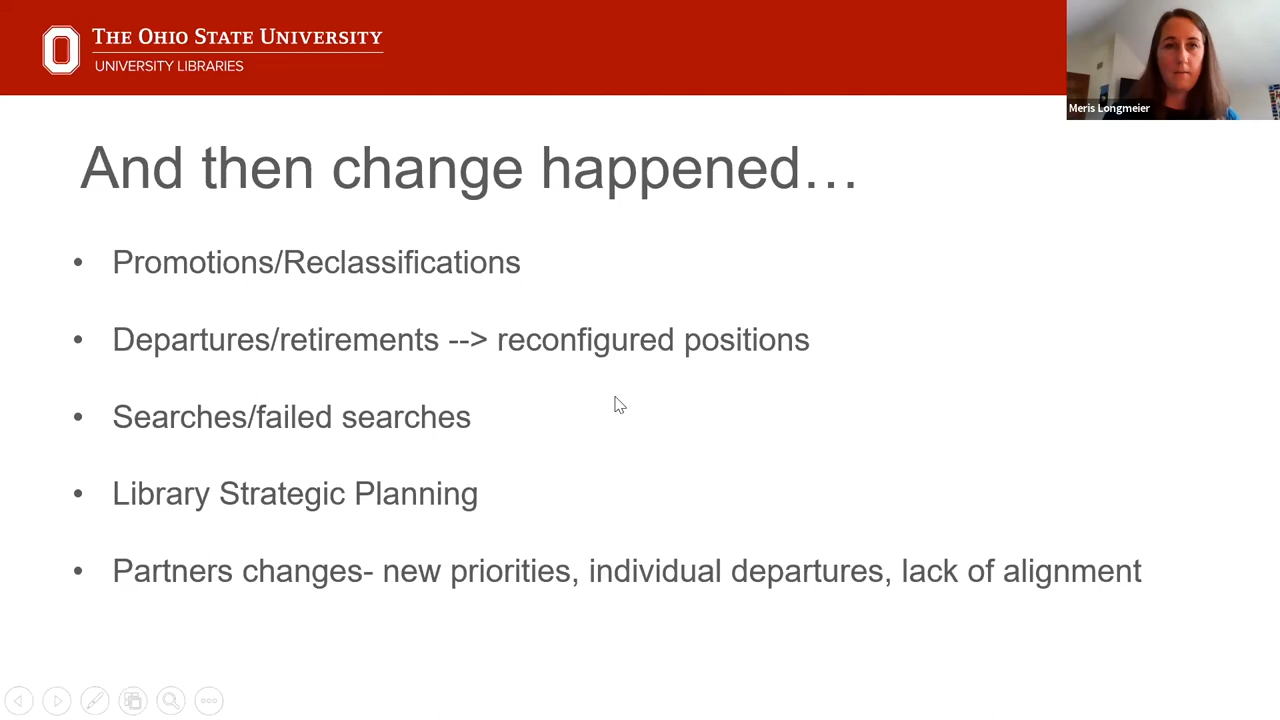 THE OHIO STATE UNIVERSITY
UNIVERSITY LIBRARIES
Meris Longmeier
And then change happened…
• Promotions/Reclassifications
• Departures/retirements --> reconfigured positions
• Searches/failed searches
• Library Strategic Planning
• Partners changes- new priorities, individual departures, lack of alignment